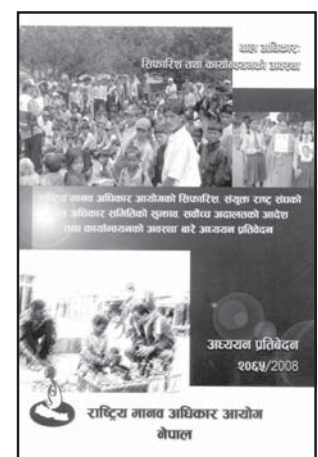 बाल अधिकारः
सिफारिश तथा कार्यान्वयनको अवस्था
राष्ट्रिय मानव अधिकार आयोगको सिफारिश, संयुक्त राष्ट्र संघको
बाल अधिकार समितिको सुझाव, सर्वोच्च अदालतको आदेश
तथा कार्यान्वयनको अवस्था बारे अध्ययन प्रतिवेदन
अध्ययन प्रतिवेदन
२०६५/2008
राष्ट्रिय मानव अधिकार आयोग
नेपाल